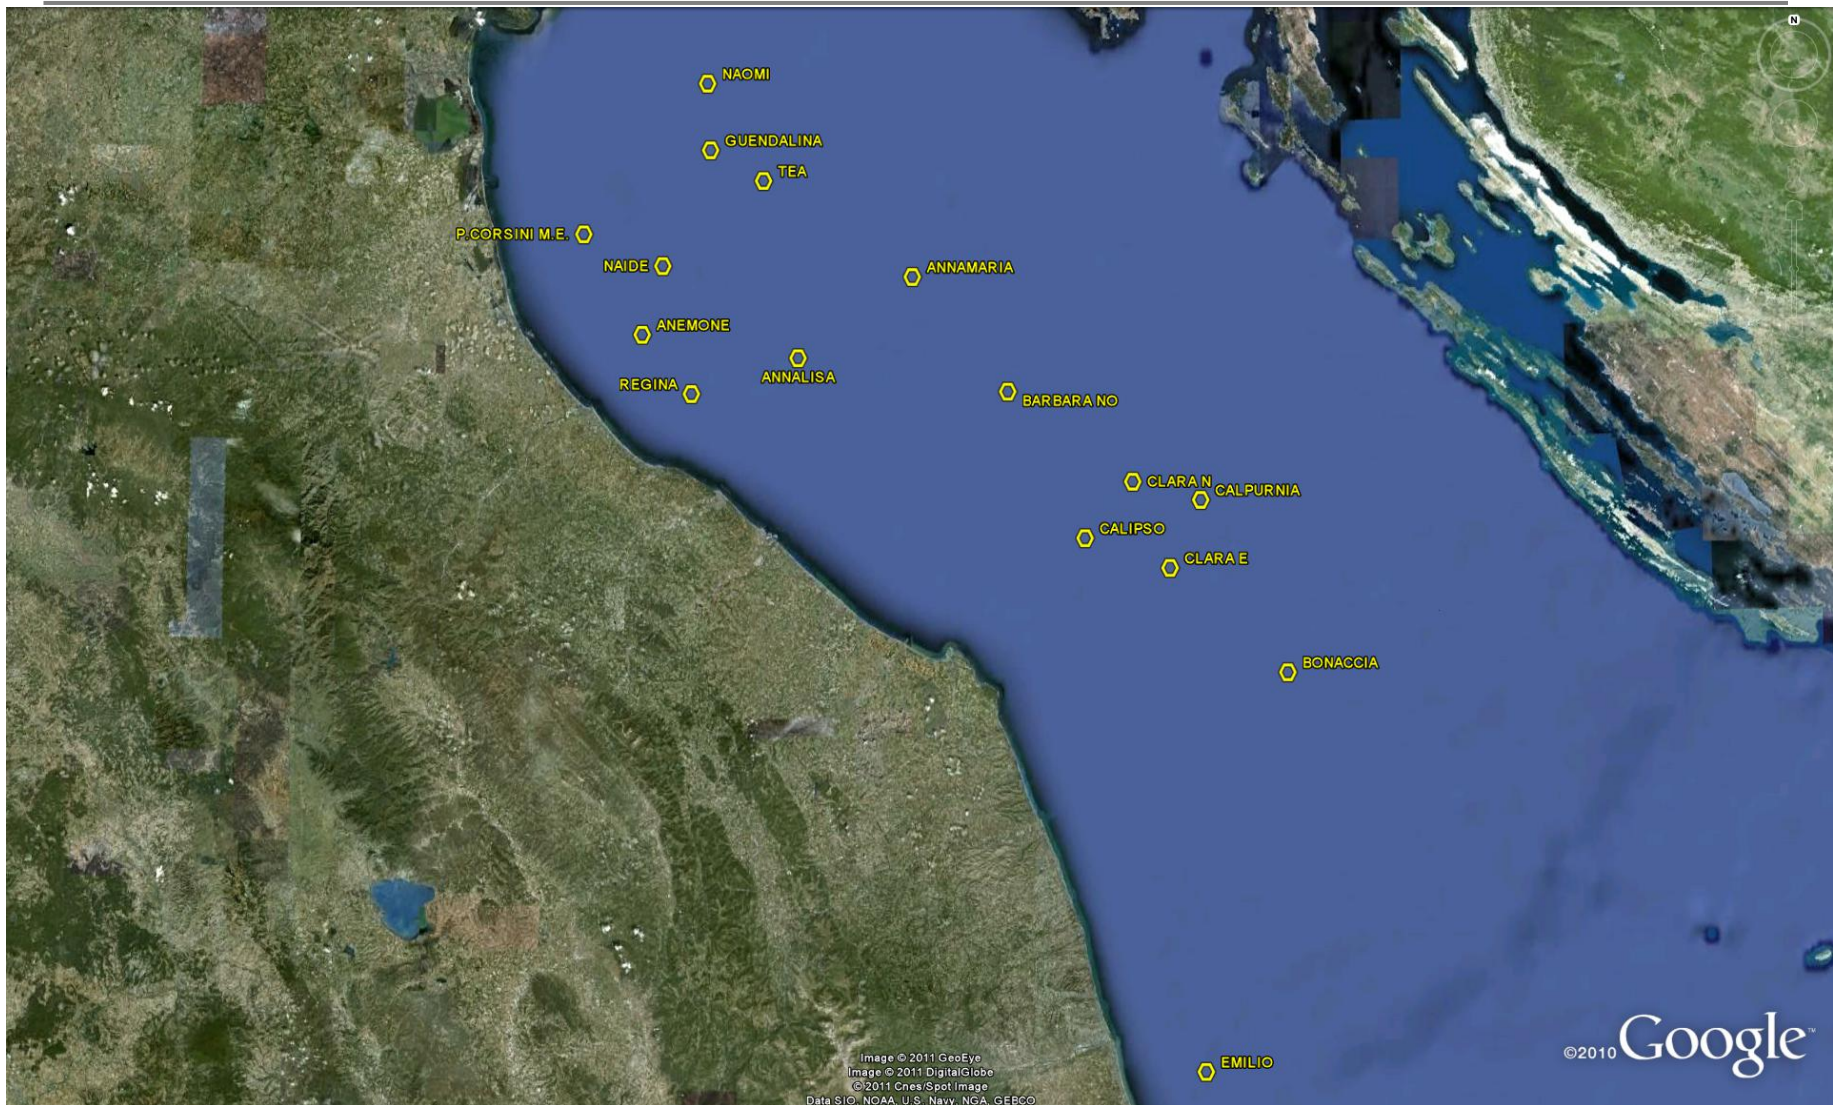 N
NAOMI
GUENDALINA
TEA
P.CORSINI M.E.
NAIDE
ANNAMARIA
ANEMONE
ANNALISA
REGINA
BARBARA NO
CLARA N
CALPURNIA
CALIPSO
CLARA E
BONACCIA
©2010 Google™
Image © 2011 GeoEye
Image © 2011 DigitalGlobe
© 2011 Cnes/Spot Image
Data SIO, NOAA, U.S. Navy, NGA, GEBCO
EMILIO